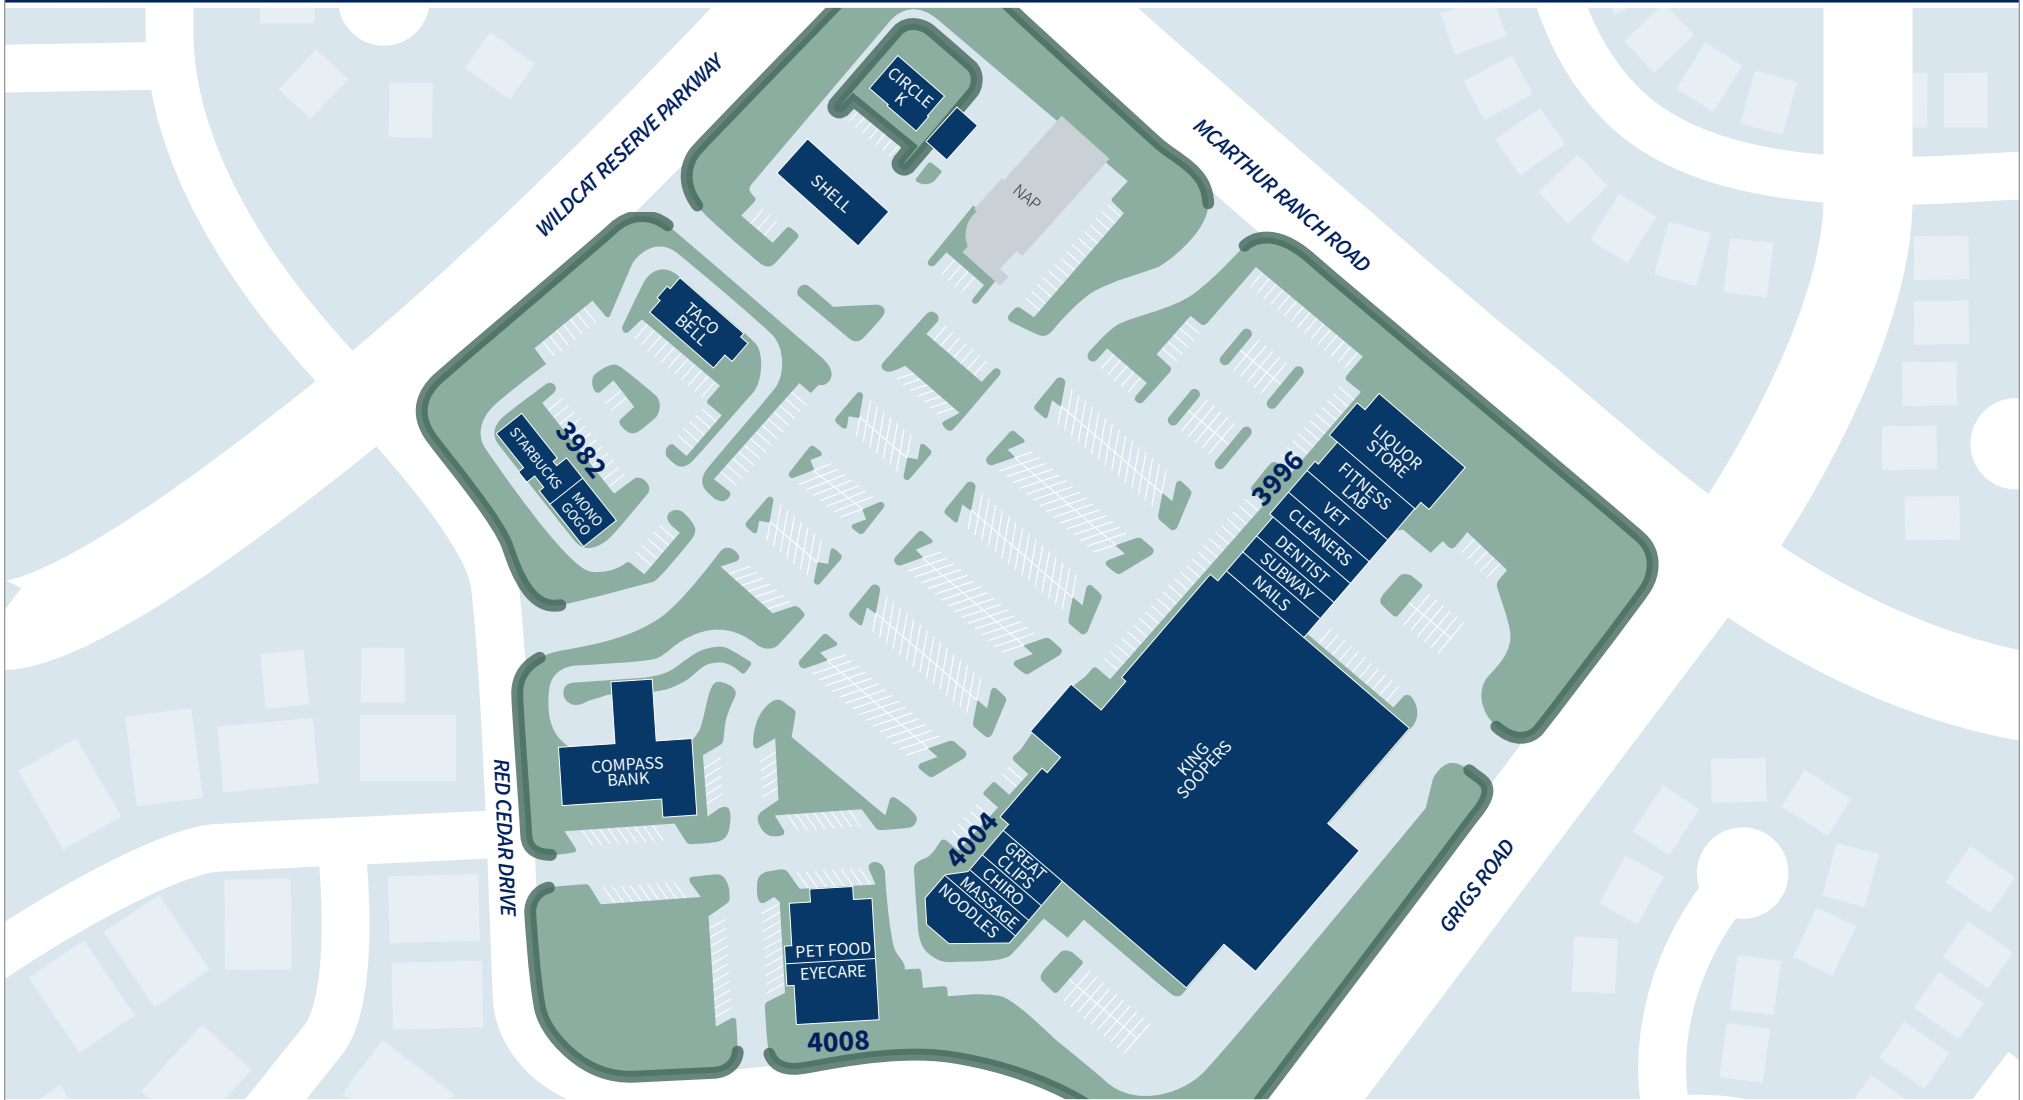 WILDCAT RESERVE PARKWAY
MCARTHUR RANCH ROAD
CIRCLE
K
SHELL
NAP
TACO
BELL
3982
STARBUCKS
MONO
GOGO
3996
LIQUOR
STORE
FITNESS
LAB
VET
CLEANERS
DENTIST
SUBWAY
NAILS
KING
SOOPERS
COMPASS
BANK
RED CEDAR DRIVE
4004
GREAT
CLIPS
CHIRO
MASSAGE
NOODLES
GRIGS ROAD
PET FOOD
EYECARE
4008